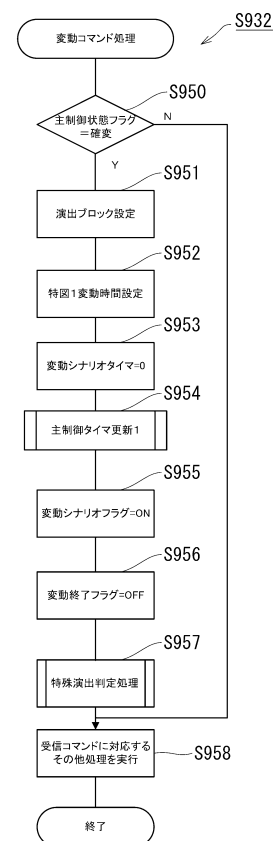 変動コマンド処理
S932
S950
主制御状態フラグ
＝確変
N
Y
S951
演出ブロック設定
S952
特図1変動時間設定
S953
変動シナリオタイマ=0
S954
主制御タイマ更新1
S955
変動シナリオフラグ=ON
S956
変動終了フラグ=OFF
S957
特殊演出判定処理
受信コマンドに対応する
その他処理を実行
S958
終了